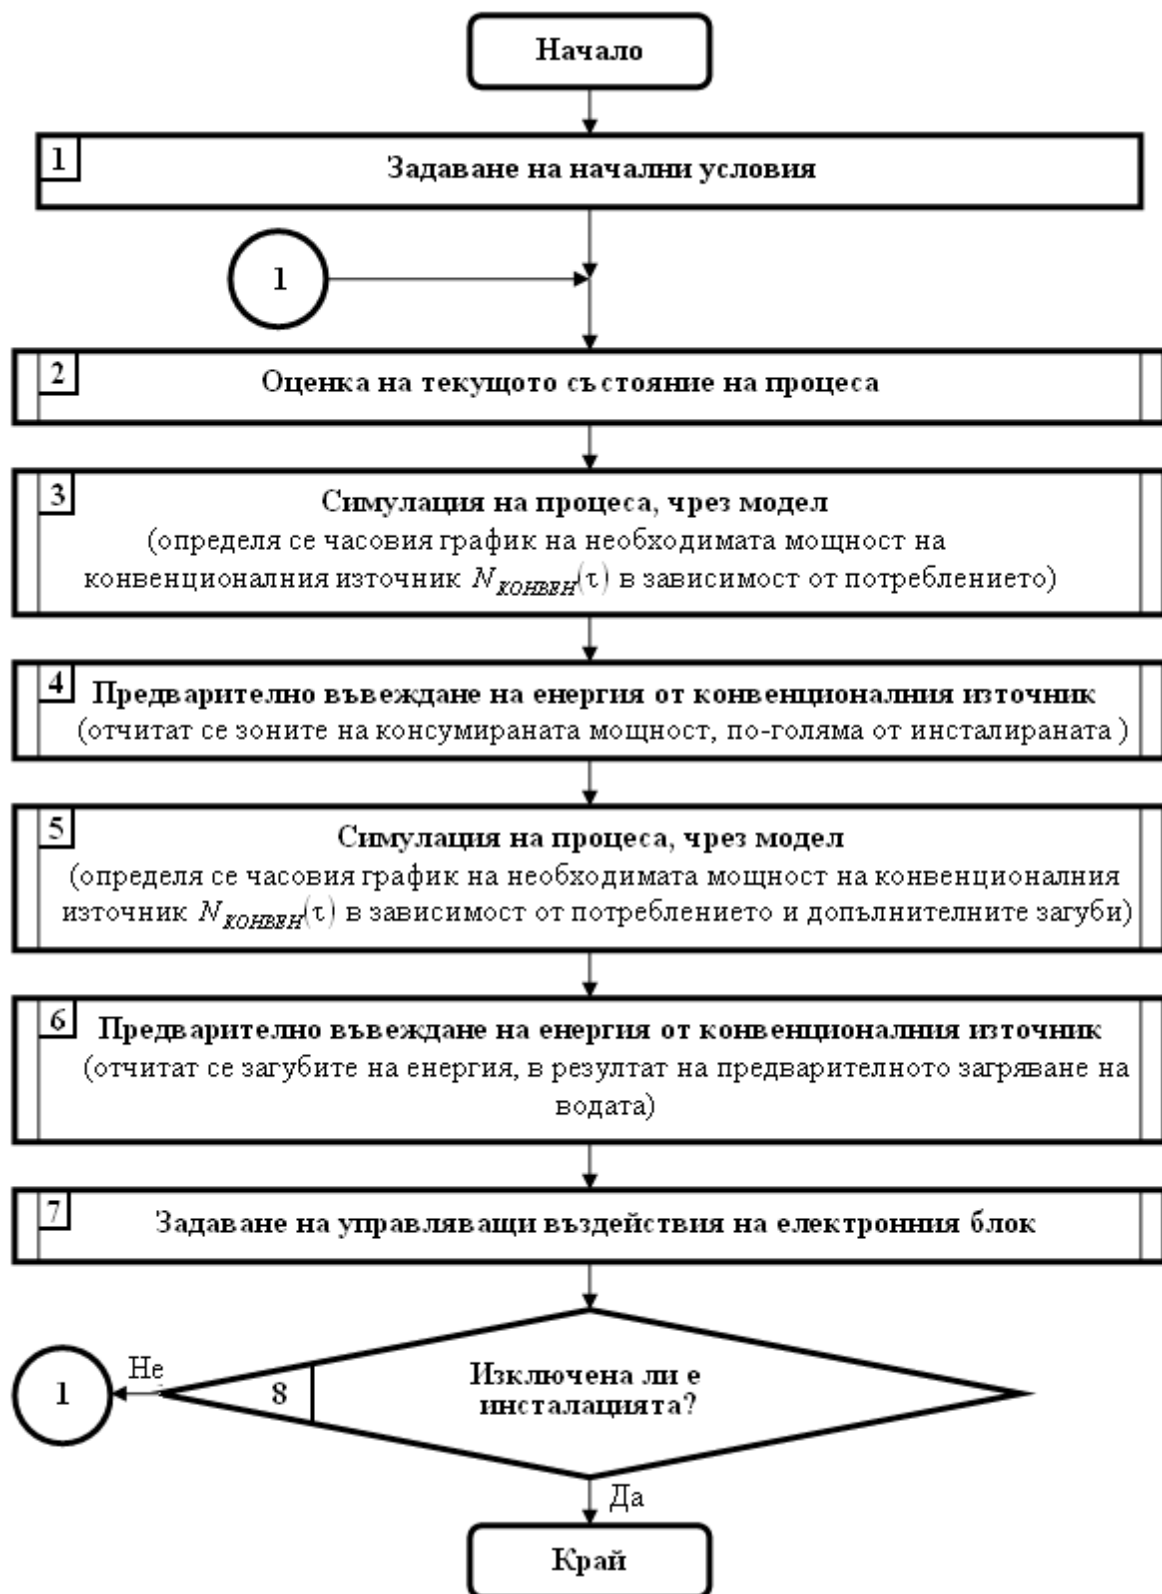 Начало
1
Задаване на начални условия
1
2
Оценка на текущото състояние на процеса
3
Симулация на процеса, чрез модел
(определя се часовия график на необходимата мощност на
конвенционалния източник N_КОНВЕН(τ) в зависимост от потреблението)
4
Предварително въвеждане на енергия от конвенционалния източник
(отчитат се зоните на консумираната мощност, по-голяма от инсталираната )
5
Симулация на процеса, чрез модел
(определя се часовия график на необходимата мощност на конвенционалния
източник N_КОНВЕН(τ) в зависимост от потреблението и допълнителните загуби)
6
Предварително въвеждане на енергия от конвенционалния източник
(отчитат се загубите на енергия, в резултат на предварителното загряване на
водата)
7
Задаване на управляващи въздействия на електронния блок
1
Не
8
Изключена ли е
инсталацията?
Да
Край